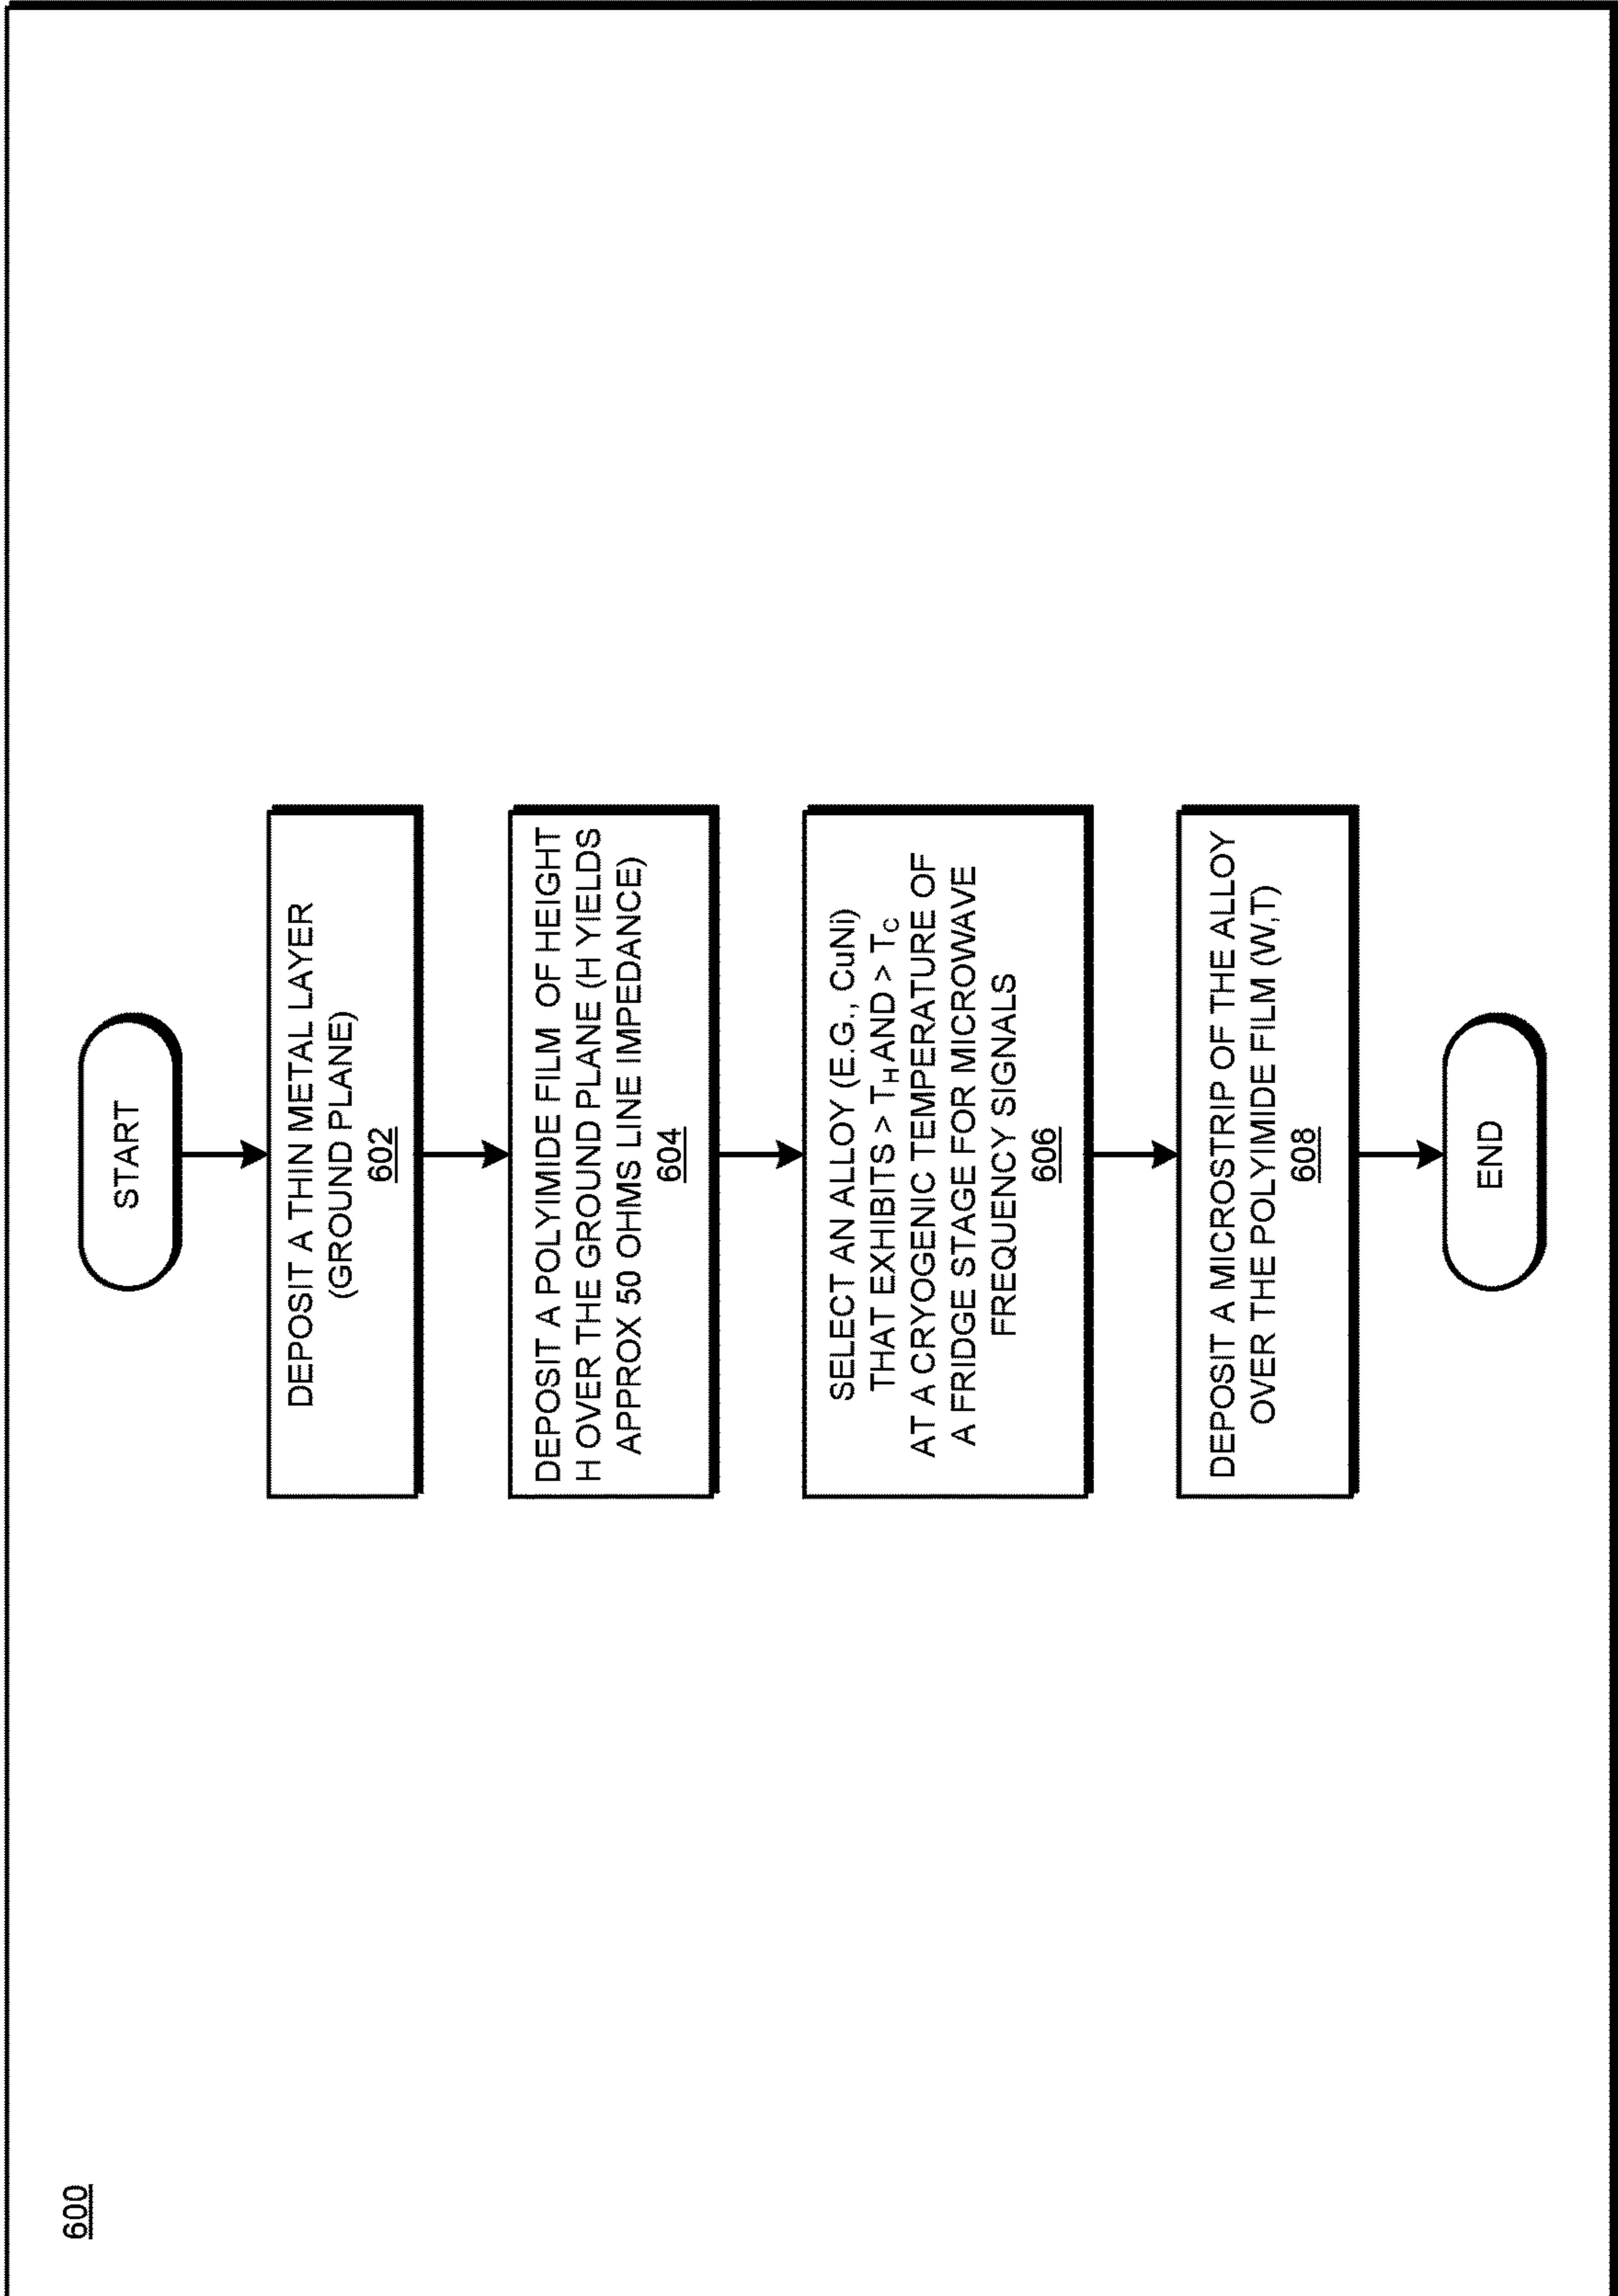 600
START
DEPOSIT A THIN METAL LAYER
(GROUND PLANE)
602
DEPOSIT A POLYIMIDE FILM OF HEIGHT
H OVER THE GROUND PLANE (H YIELDS
APPROX 50 OHMS LINE IMPEDANCE)
604
SELECT AN ALLOY (E.G., CuNi)
THAT EXHIBITS > TH AND > TC
AT A CRYOGENIC TEMPERATURE OF
A FRIDGE STAGE FOR MICROWAVE
FREQUENCY SIGNALS
606
DEPOSIT A MICROSTRIP OF THE ALLOY
OVER THE POLYIMIDE FILM (W,T)
608
END